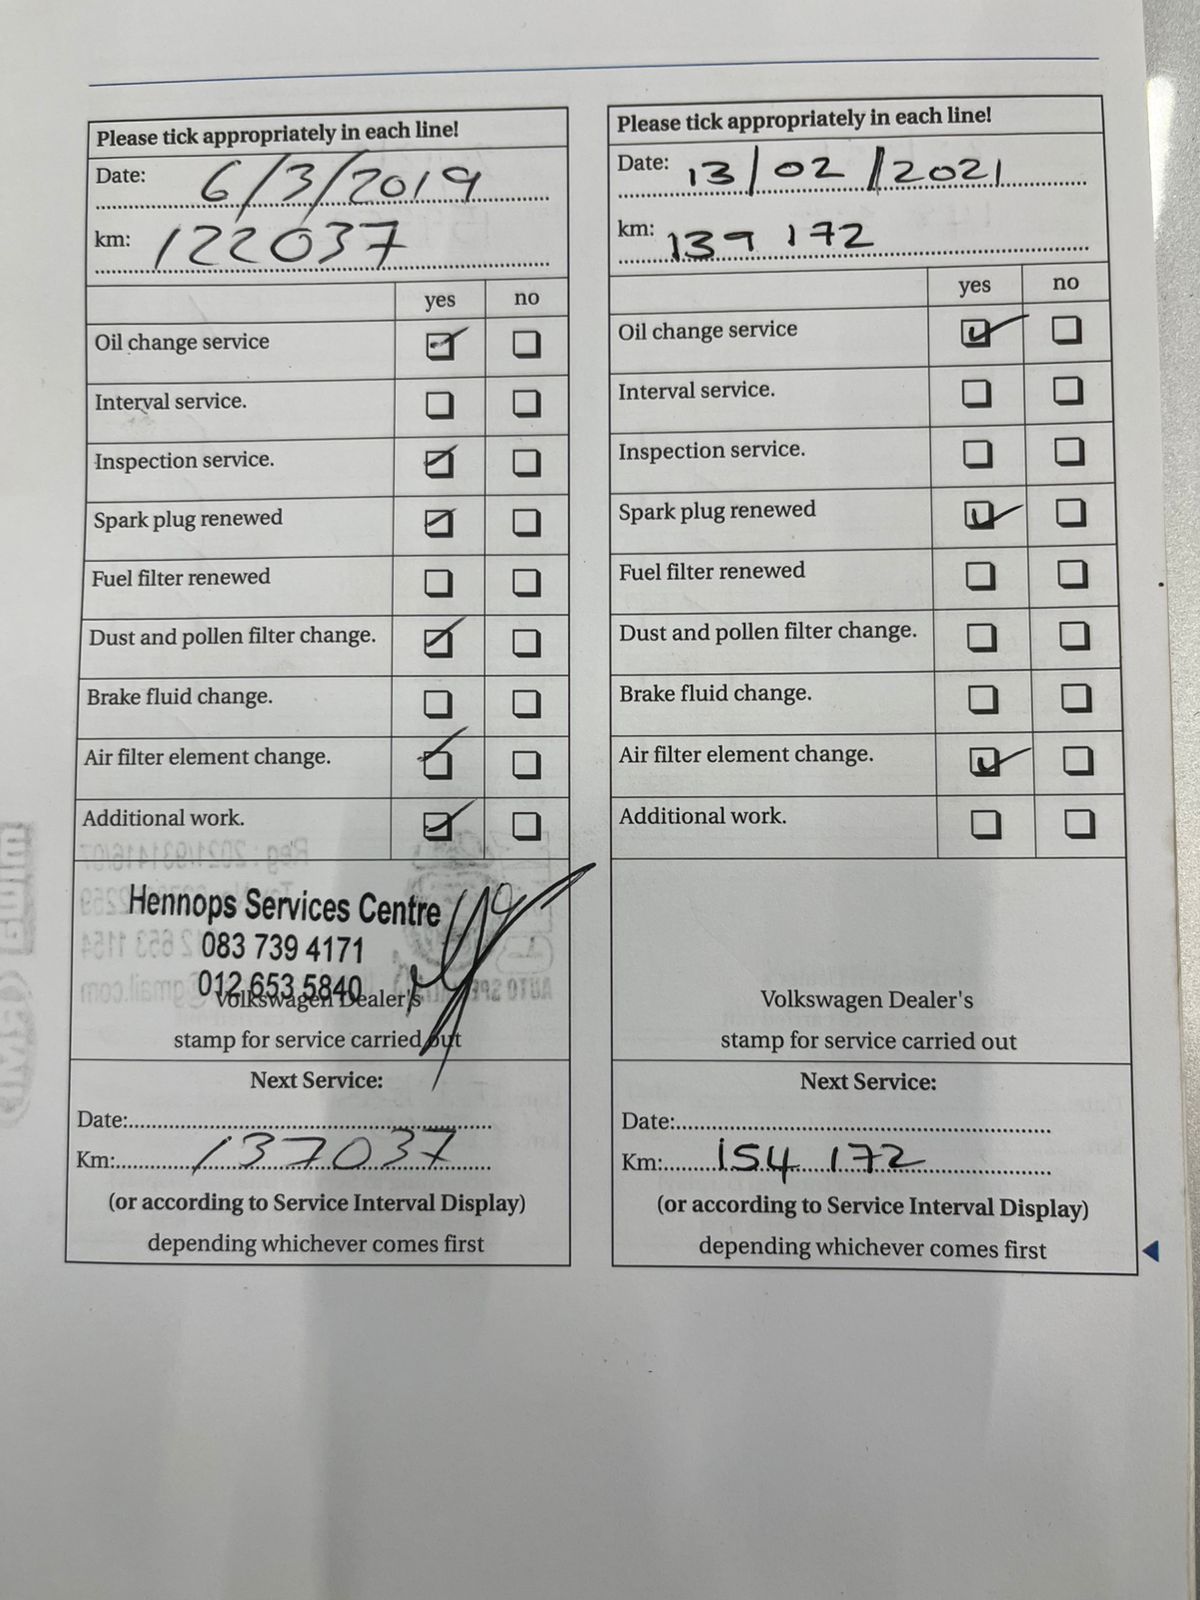 Please tick appropriately in each line!
Date: 6/3/2019
km: 122037
yes no
Oil change service
Interval service.
Inspection service.
Spark plug renewed
Fuel filter renewed
Dust and pollen filter change.
Brake fluid change.
Air filter element change.
Additional work.
Hennops Services Centre
083 739 4171
012 653 5840
Volkswagen Dealer's
stamp for service carried out
Next Service:
Date:
Km: 137037
(or according to Service Interval Display)
depending whichever comes first
Please tick appropriately in each line!
Date: 13/02/2021
km: 139 172
yes no
Oil change service
Interval service.
Inspection service.
Spark plug renewed
Fuel filter renewed
Dust and pollen filter change.
Brake fluid change.
Air filter element change.
Additional work.
Volkswagen Dealer's
stamp for service carried out
Next Service:
Date:
Km: 154 172
(or according to Service Interval Display)
depending whichever comes first